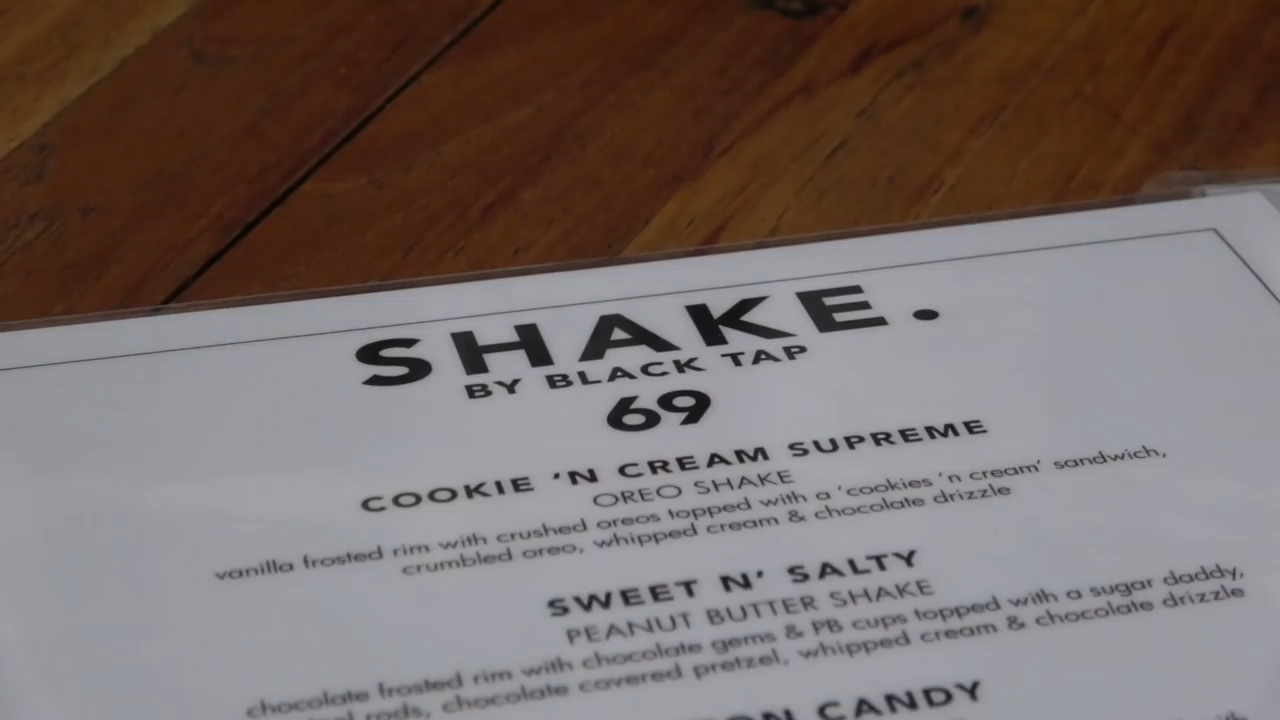 SHAKE.
BY BLACK TAP
69
COOKIE 'N CREAM SUPREME
OREO SHAKE
vanilla frosted rim with crushed oreos topped with a 'cookies 'n cream' sandwich,
crumbled oreo, whipped cream & chocolate drizzle
SWEET N' SALTY
PEANUT BUTTER SHAKE
chocolate frosted rim with chocolate gems & PB cups topped with a sugar daddy,
rods, chocolate covered pretzel, whipped cream & chocolate drizzle
CANDY